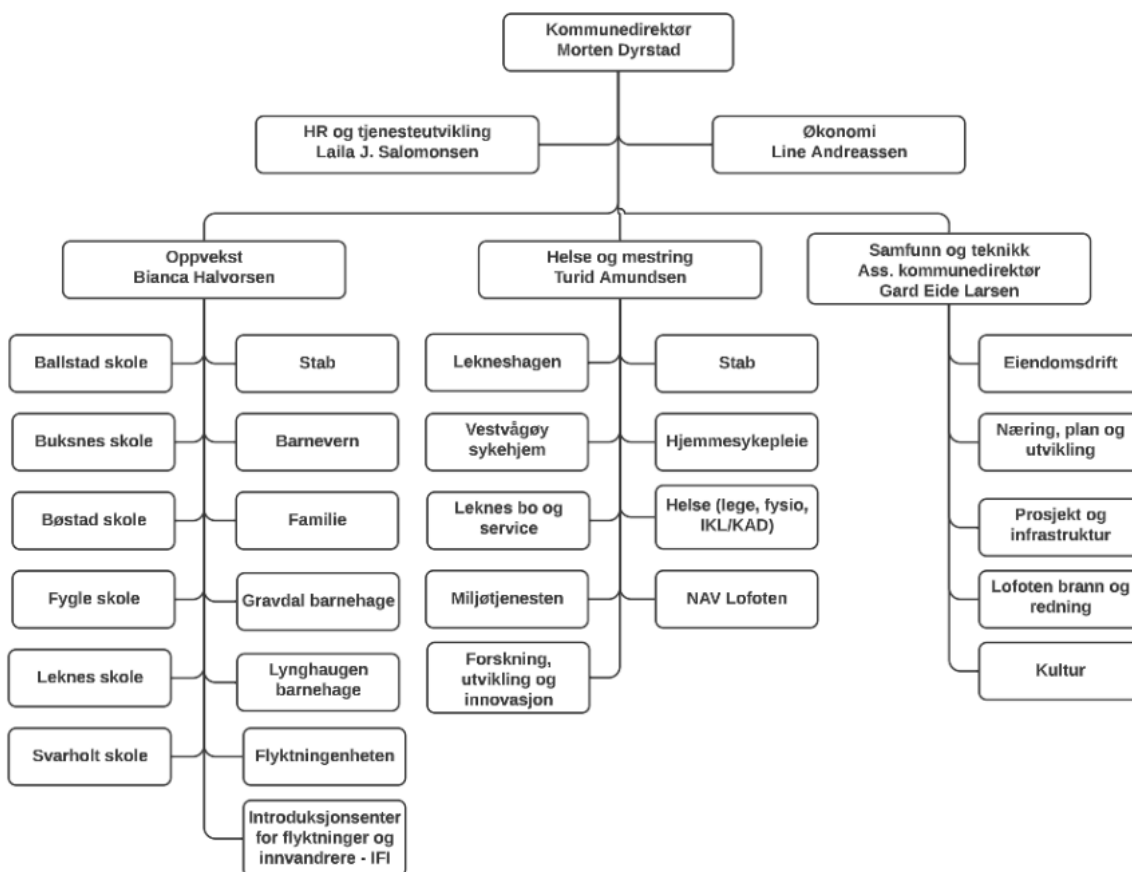 Kommunedirektør
Morten Dyrstad
HR og tjenesteutvikling
Laila J. Salomonsen
Økonomi
Line Andreassen
Oppvekst
Bianca Halvorsen
Helse og mestring
Turid Amundsen
Samfunn og teknikk
Ass. kommunedirektør
Gard Eide Larsen
Ballstad skole
Stab
Buksnes skole
Barnevern
Bøstad skole
Familie
Fygle skole
Gravdal barnehage
Leknes skole
Lynghaugen
barnehage
Svarholt skole
Flyktningenheten
Introduksjonsenter
for flyktninger og
innvandrere - IFI
Lekneshagen
Stab
Vestvågøy
sykehjem
Hjemmesykepleie
Leknes bo og
service
Helse (lege, fysio,
IKL/KAD)
Miljøtjenesten
NAV Lofoten
Forskning,
utvikling og
innovasjon
Eiendomsdrift
Næring, plan og
utvikling
Prosjekt og
infrastruktur
Lofoten brann og
redning
Kultur